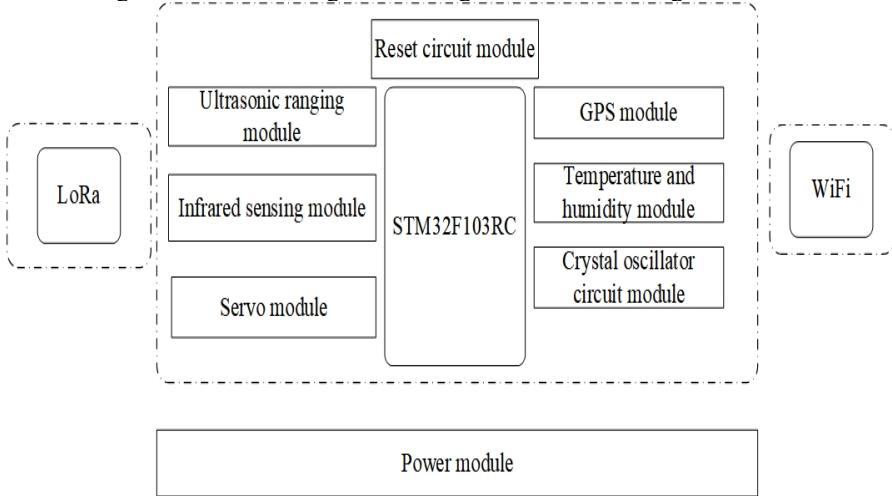 Reset circuit module
Ultrasonic ranging
module
GPS module
LoRa
Infrared sensing module
STM32F103RC
Temperature and
humidity module
WiFi
Servo module
Crystal oscillator
circuit module
Power module